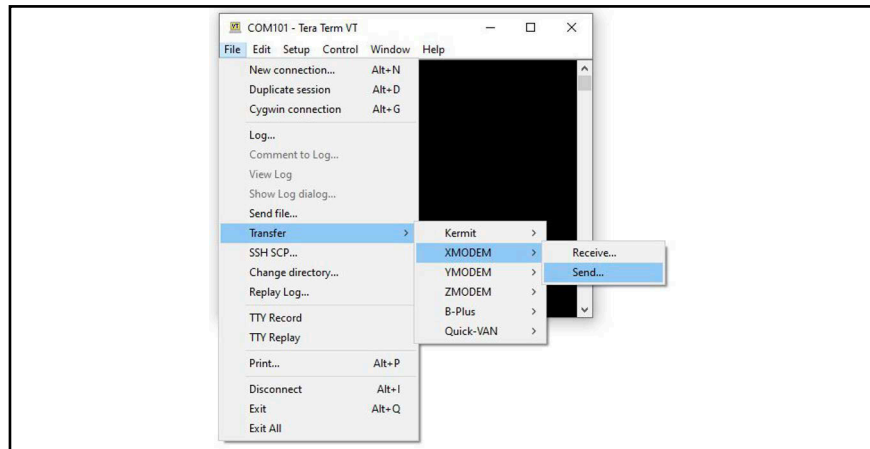 COM101 - Tera Term VT
File Edit Setup Control Window Help
New connection... Alt+N
Duplicate session Alt+D
Cygwin connection Alt+G
Log...
Comment to Log...
View Log
Show Log dialog...
Send file...
Transfer
SSH SCP...
Change directory...
Replay Log...
TTY Record
TTY Replay
Print... Alt+P
Disconnect Alt+I
Exit Alt+Q
Exit All
Kermit
XMODEM
YMODEM
ZMODEM
B-Plus
Quick-VAN
Receive...
Send...